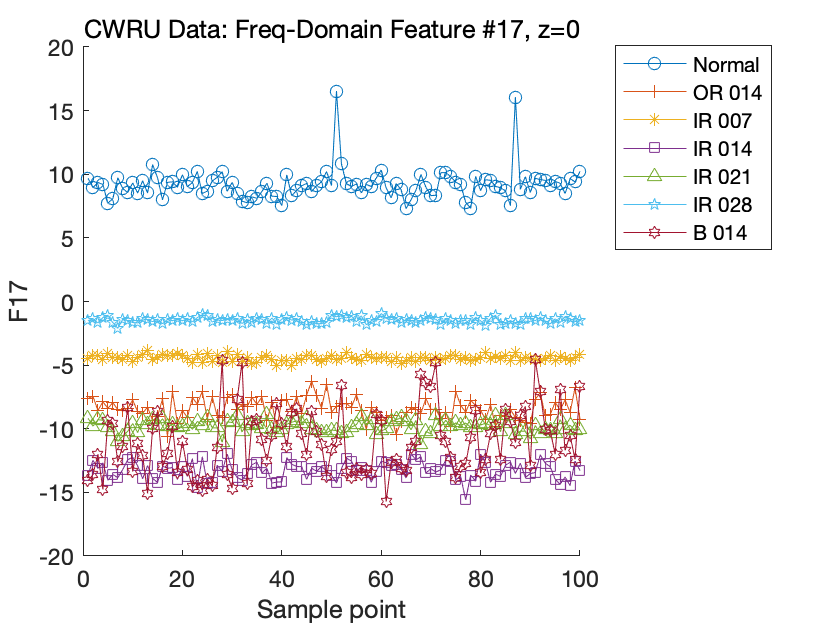 CWRU Data: Freq-Domain Feature #17, z=0
20
15
10
5
0
-5
-10
-15
-20
F17
0 20 40 60 80 100
Sample point
Normal
OR 014
IR 007
IR 014
IR 021
IR 028
B 014